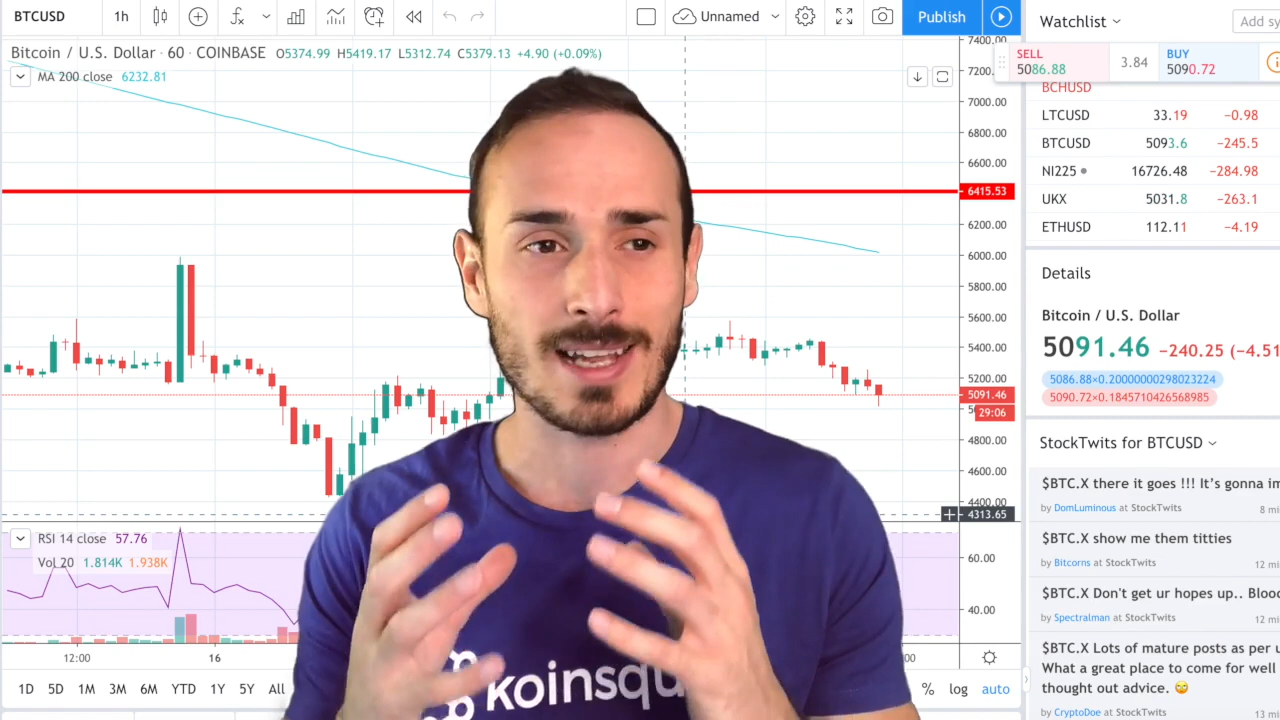 BTCUSD 1h Unnamed Publish
Bitcoin / U.S. Dollar · 60 · COINBASE O5374.99 H5419.17 L5312.74 C5379.13 +4.90 (+0.09%)
MA 200 close 6232.81
7400.00
7200.
7000.00
6800.00
6600.00
6415.53
6200.00
6000.00
5800.00
5600.00
5400.00
5200.00
5091.46
29:06
4800.00
4600.00
4400.00
4313.65
RSI 14 close 57.76
Vol 20 1.814K 1.938K
60.00
40.00
12:00 16 :00
1D 5D 1M 3M 6M YTD 1Y 5Y All % log auto
koinsqu
Watchlist Add sy
SELL 5086.88 3.84 BUY 5090.72
BCHUSD
LTCUSD 33.19 −0.98
BTCUSD 5093.6 −245.5
NI225 16726.48 −284.98
UKX 5031.8 −263.1
ETHUSD 112.11 −4.19
Details
Bitcoin / U.S. Dollar
5091.46 −240.25 (−4.51
5086.88×0.20000000298023224
5090.72×0.1845710426568985
StockTwits for BTCUSD
$BTC.X there it goes !!! It's gonna im
by DomLuminous at StockTwits 8 mi
$BTC.X show me them titties
by Bitcorns at StockTwits 12 mi
$BTC.X Don't get ur hopes up.. Blood
by Spectralman at StockTwits 12 mi
$BTC.X Lots of mature posts as per u
What a great place to come for well
thought out advice. 🙄
by CryptoDoe at StockTwits 13 mi